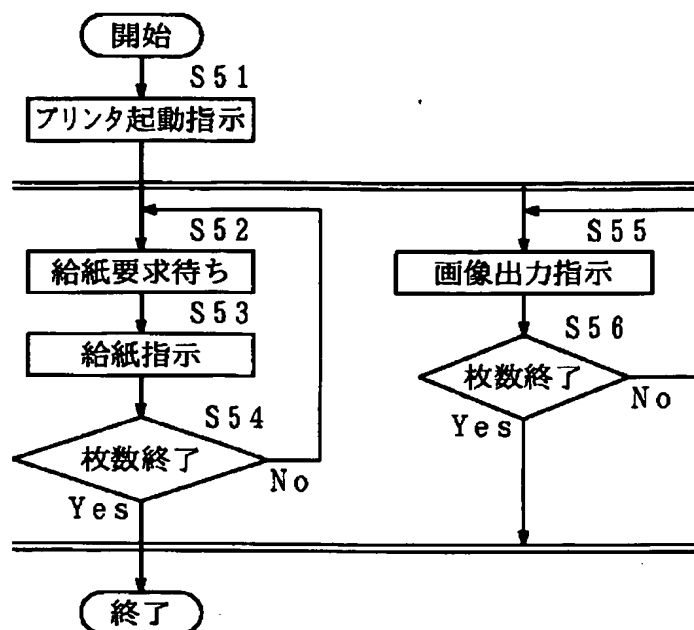 開始
S51
プリンタ起動指示
S52
給紙要求待ち
S53
給紙指示
S54
枚数終了
No
Yes
S55
画像出力指示
S56
枚数終了
No
Yes
終了